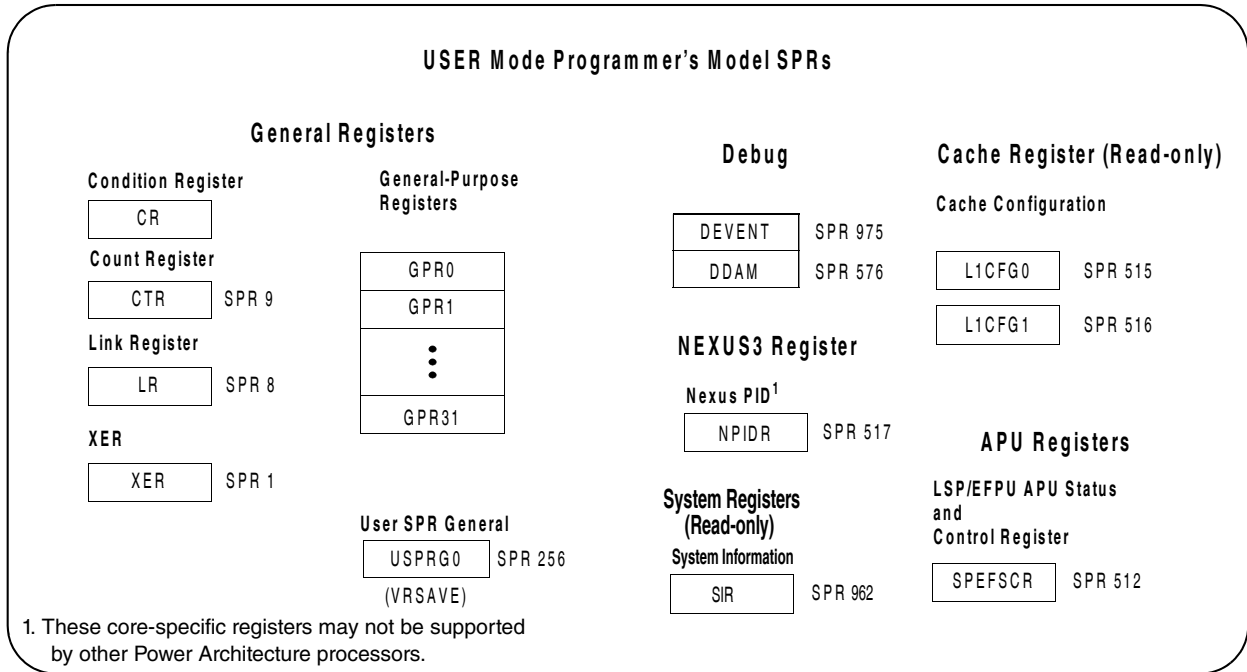 USER Mode Programmer's Model SPRs
General Registers
Condition Register
CR
Count Register
CTR SPR 9
Link Register
LR SPR 8
XER
XER SPR 1
General-Purpose
Registers
GPR0
GPR1
GPR31
User SPR General
USPRG0 SPR 256
(VRSAVE)
Debug
DEVENT SPR 975
DDAM SPR 576
NEXUS3 Register
Nexus PID1
NPIDR SPR 517
System Registers
(Read-only)
System Information
SIR SPR 962
Cache Register (Read-only)
Cache Configuration
L1CFG0 SPR 515
L1CFG1 SPR 516
APU Registers
LSP/EFPU APU Status
and
Control Register
SPEFSCR SPR 512
1. These core-specific registers may not be supported
by other Power Architecture processors.